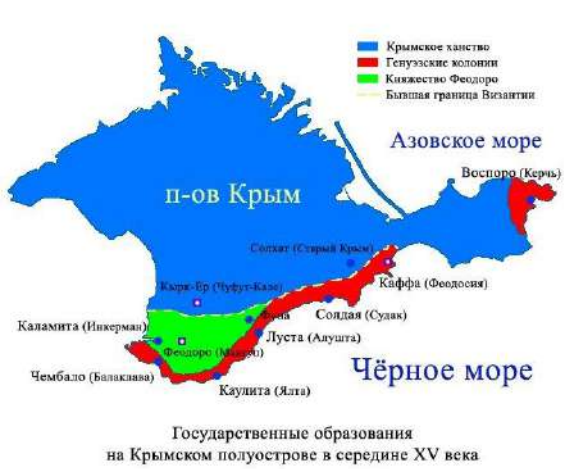 Крымское ханство
Генуэзские колонии
Княжество Феодоро
Бывшая граница Византии
Азовское море
Воспоро (Керчь)
п-ов Крым
Солхат (Старый Крым)
Кырк-Ер (Чуфут-Кале)
Каффа (Феодосия)
Солдая (Судак)
Фуна
Каламита (Инкерман)
Луста (Алушта)
Феодоро (Мангуп)
Чембало (Балаклава)
Чёрное море
Каулита (Ялта)
Государственные образования
на Крымском полуострове в середине XV века